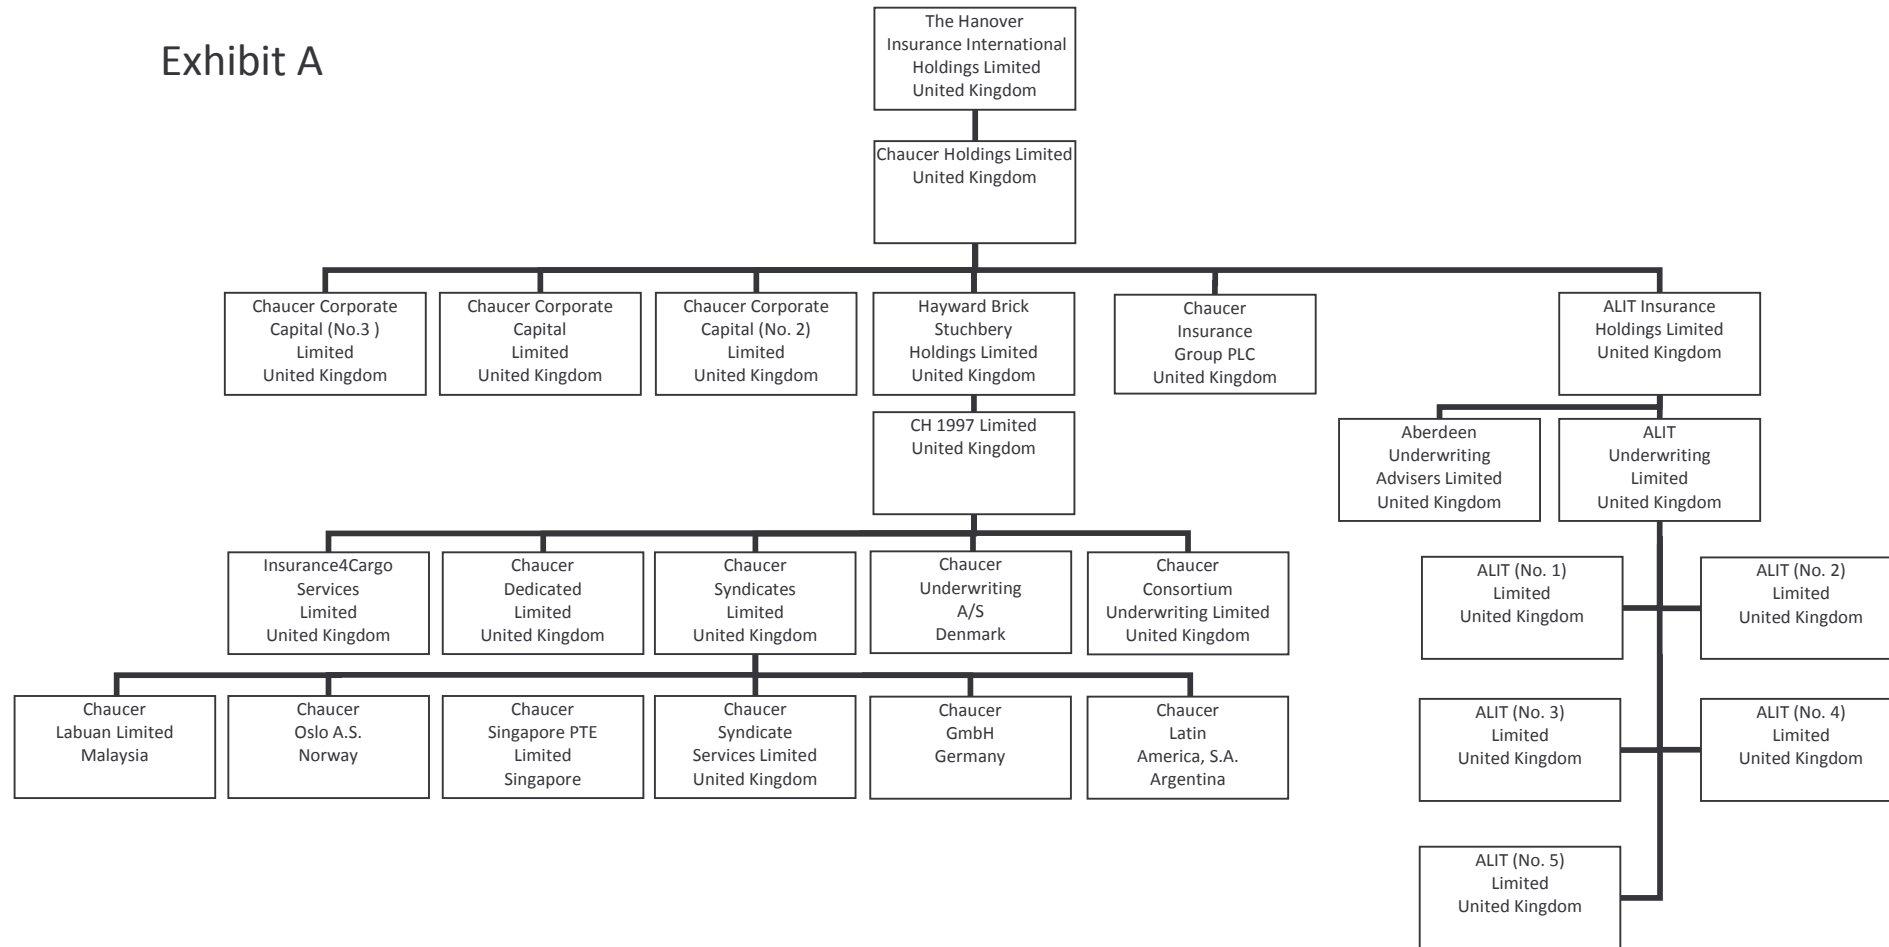 Exhibit A
The Hanover
Insurance International
Holdings Limited
United Kingdom
Chaucer Holdings Limited
United Kingdom
Chaucer Corporate
Capital (No.3 )
Limited
United Kingdom
Chaucer Corporate
Capital
Limited
United Kingdom
Chaucer Corporate
Capital (No. 2)
Limited
United Kingdom
Hayward Brick
Stuchbery
Holdings Limited
United Kingdom
Chaucer
Insurance
Group PLC
United Kingdom
ALIT Insurance
Holdings Limited
United Kingdom
CH 1997 Limited
United Kingdom
Aberdeen
Underwriting
Advisers Limited
United Kingdom
ALIT
Underwriting
Limited
United Kingdom
Insurance4Cargo
Services
Limited
United Kingdom
Chaucer
Dedicated
Limited
United Kingdom
Chaucer
Syndicates
Limited
United Kingdom
Chaucer
Underwriting
A/S
Denmark
Chaucer
Consortium
Underwriting Limited
United Kingdom
ALIT (No. 1)
Limited
United Kingdom
ALIT (No. 2)
Limited
United Kingdom
Chaucer
Labuan Limited
Malaysia
Chaucer
Oslo A.S.
Norway
Chaucer
Singapore PTE
Limited
Singapore
Chaucer
Syndicate
Services Limited
United Kingdom
Chaucer
GmbH
Germany
Chaucer
Latin
America, S.A.
Argentina
ALIT (No. 3)
Limited
United Kingdom
ALIT (No. 4)
Limited
United Kingdom
ALIT (No. 5)
Limited
United Kingdom